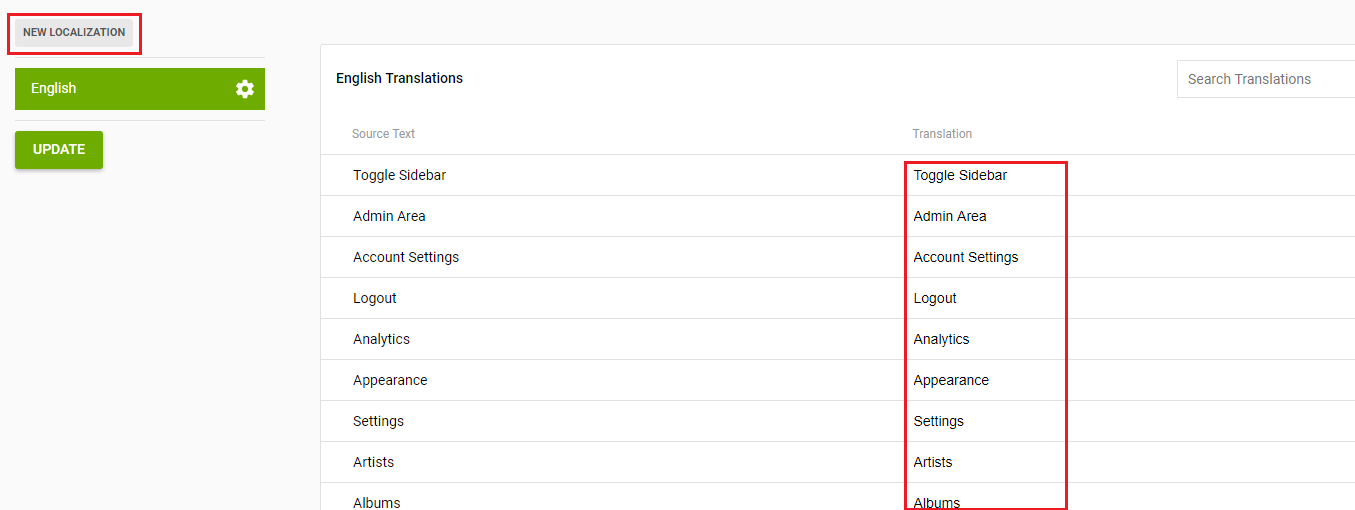 NEW LOCALIZATION
English
UPDATE
English Translations
Search Translations
Source Text Translation
Toggle Sidebar Toggle Sidebar
Admin Area Admin Area
Account Settings Account Settings
Logout Logout
Analytics Analytics
Appearance Appearance
Settings Settings
Artists Artists
Albums Albums